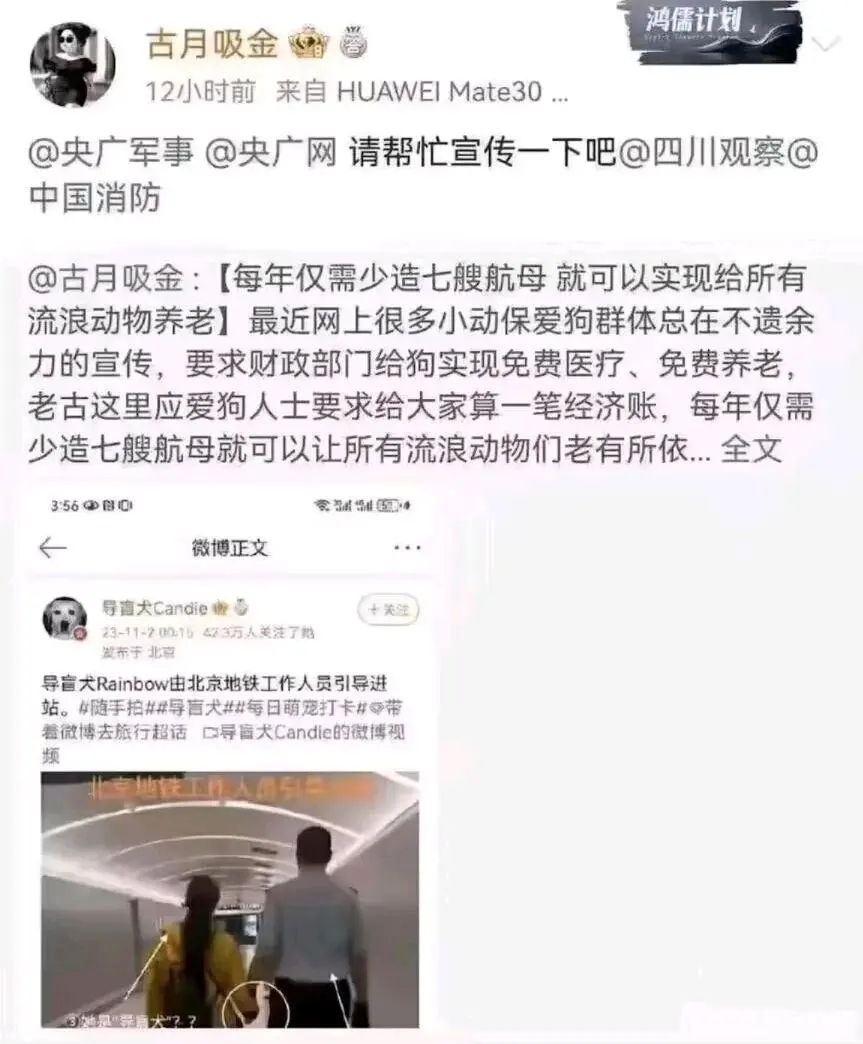 古月吸金
鸿儒计划
12小时前 来自 HUAWEI Mate30 ...
@央广军事 @央广网 请帮忙宣传一下吧@四川观察@
中国消防
@古月吸金:【每年仅需少造七艘航母 就可以实现给所有
流浪动物养老】最近网上很多小动保爱狗群体总在不遗余
力的宣传，要求财政部门给狗实现免费医疗、免费养老，
老古这里应爱狗人士要求给大家算一笔经济账，每年仅需
少造七艘航母就可以让所有流浪动物们老有所依... 全文
3:56
微博正文
导盲犬Candie
+关注
23-11-2 00:15 42.3万人关注了她
发布于 北京
导盲犬Rainbow由北京地铁工作人员引导进
站。#随手拍##导盲犬##每日萌宠打卡#带
着微博去旅行超话 导盲犬Candie的微博视
频
北京地铁工作人员引导
③她是“导盲犬”??